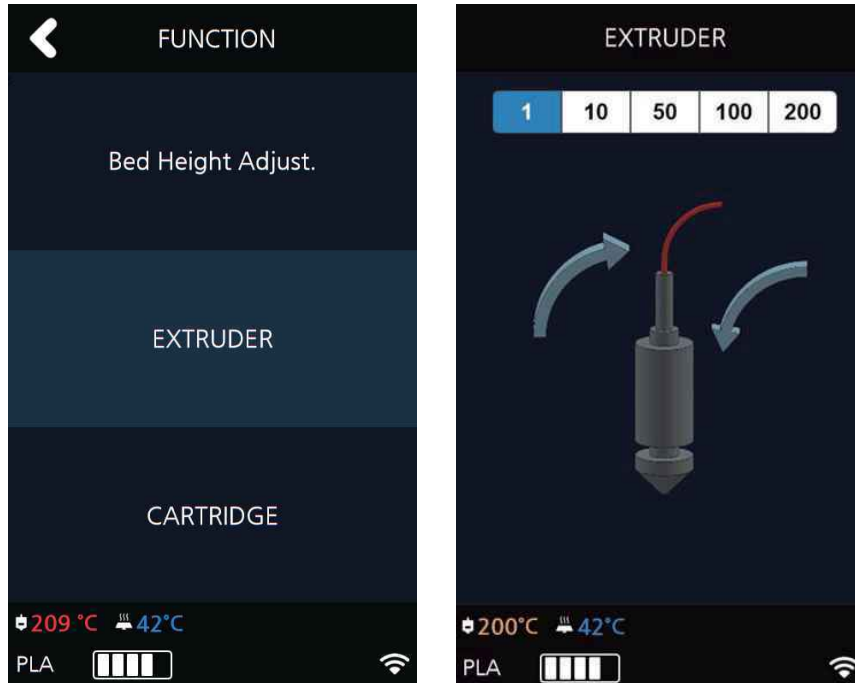 FUNCTION
Bed Height Adjust.
EXTRUDER
CARTRIDGE
209 °C 42°C
PLA
EXTRUDER
1 10 50 100 200
200°C 42°C
PLA